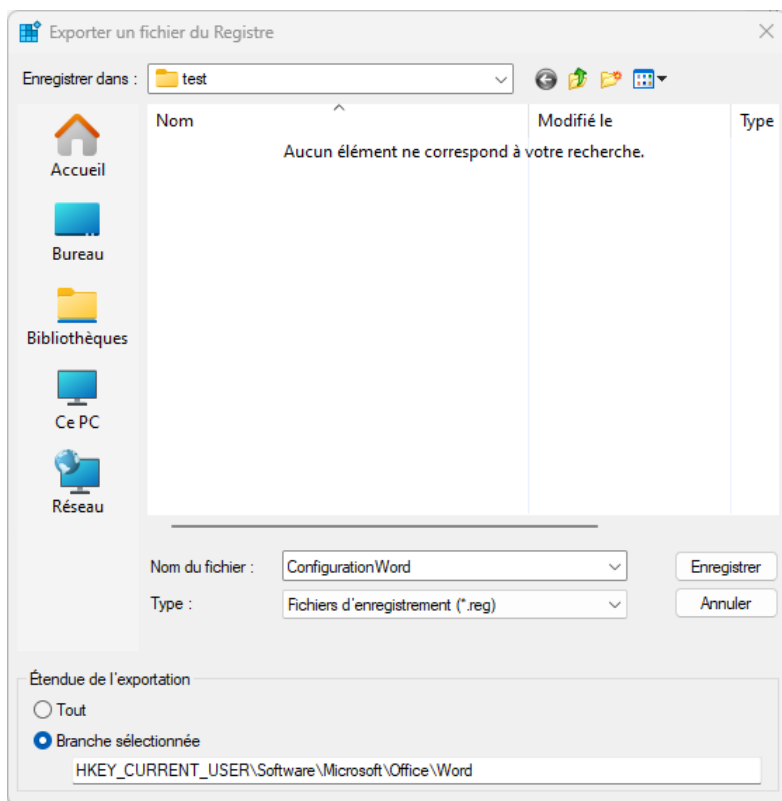 Exporter un fichier du Registre
Enregistrer dans : test
Nom Modifié le Type
Aucun élément ne correspond à votre recherche.
Accueil
Bureau
Bibliothèques
Ce PC
Réseau
Nom du fichier : ConfigurationWord Enregistrer
Type : Fichiers d'enregistrement (*.reg) Annuler
Étendue de l'exportation
Tout
Branche sélectionnée
HKEY_CURRENT_USER\Software\Microsoft\Office\Word